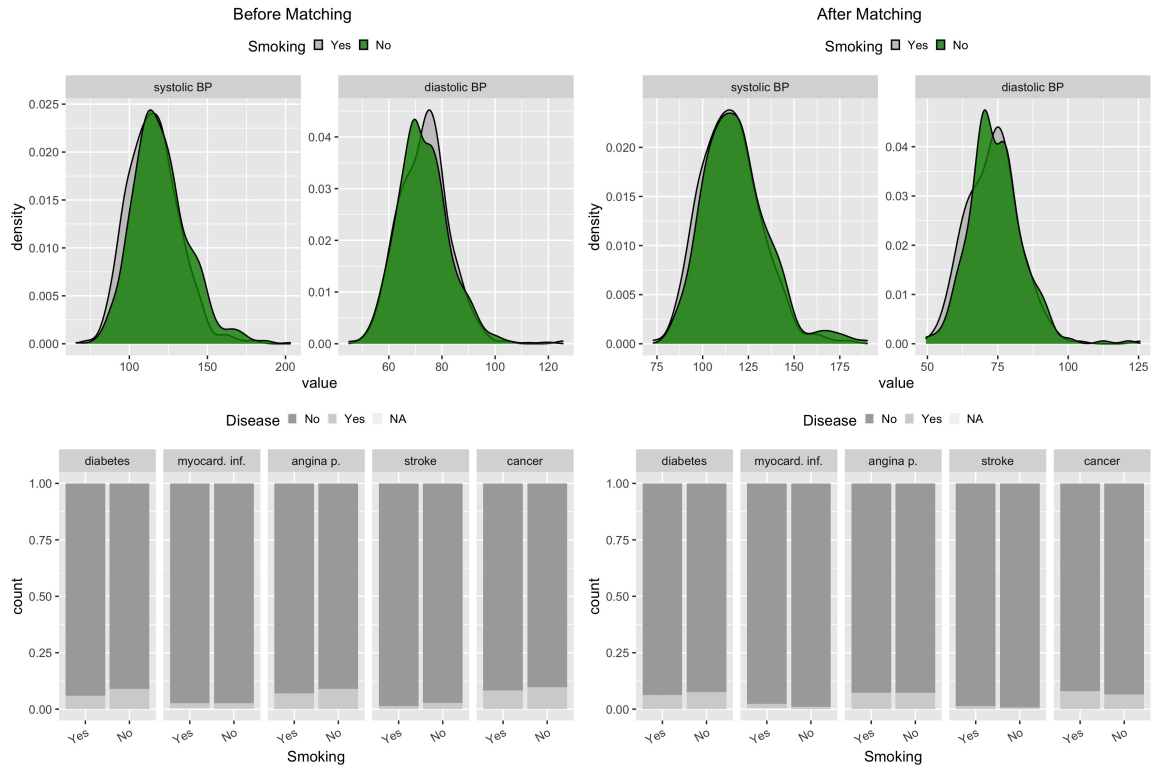 Before Matching
Smoking Yes No
systolic BP diastolic BP
density
0.025
0.020
0.015
0.010
0.005
0.000
0.04
0.03
0.02
0.01
0.00
100 150 200
60 80 100 120
value
After Matching
Smoking Yes No
systolic BP diastolic BP
density
0.020
0.015
0.010
0.005
0.000
0.04
0.03
0.02
0.01
0.00
75 100 125 150 175
50 75 100 125
value
Disease No Yes NA
diabetes myocard. inf. angina p. stroke cancer
count
1.00
0.75
0.50
0.25
0.00
Yes No Yes No Yes No Yes No Yes No
Smoking
Disease No Yes NA
diabetes myocard. inf. angina p. stroke cancer
count
1.00
0.75
0.50
0.25
0.00
Yes No Yes No Yes No Yes No Yes No
Smoking